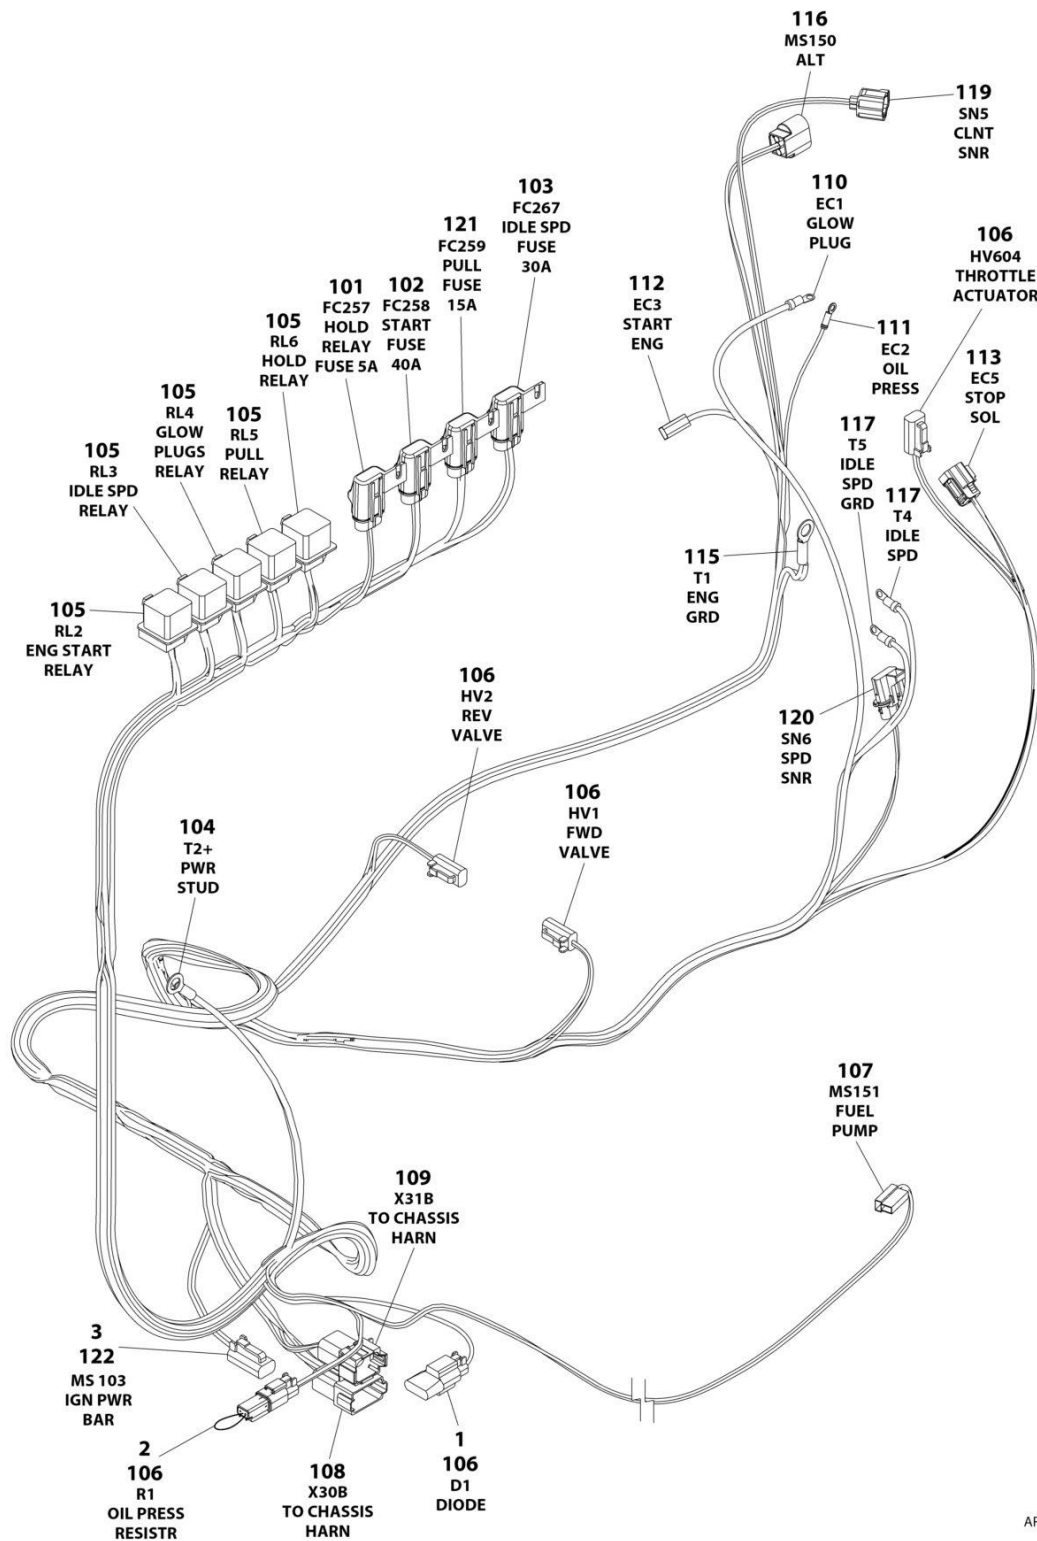 116
MS150
ALT
119
SN5
CLNT
SNR
103
FC267
IDLE SPD
FUSE
30A
110
EC1
GLOW
PLUG
121
FC259
PULL
FUSE
15A
106
HV604
THROTTLE
ACTUATOR
101
FC257
HOLD
RELAY
FUSE 5A
102
FC258
START
FUSE
40A
112
EC3
START
ENG
105
RL6
HOLD
RELAY
111
EC2
OIL
PRESS
113
EC5
STOP
SOL
105
RL4
GLOW
PLUGS
RELAY
105
RL5
PULL
RELAY
117
T5
IDLE
SPD
GRD
105
RL3
IDLE SPD
RELAY
117
T4
IDLE
SPD
115
T1
ENG
GRD
105
RL2
ENG START
RELAY
106
HV2
REV
VALVE
120
SN6
SPD
SNR
106
HV1
FWD
VALVE
104
T2+
PWR
STUD
107
MS151
FUEL
PUMP
109
X31B
TO CHASSIS
HARN
3
122
MS 103
IGN PWR
BAR
2
106
R1
OIL PRESS
RESISTR
108
X30B
TO CHASSIS
HARN
1
106
D1
DIODE